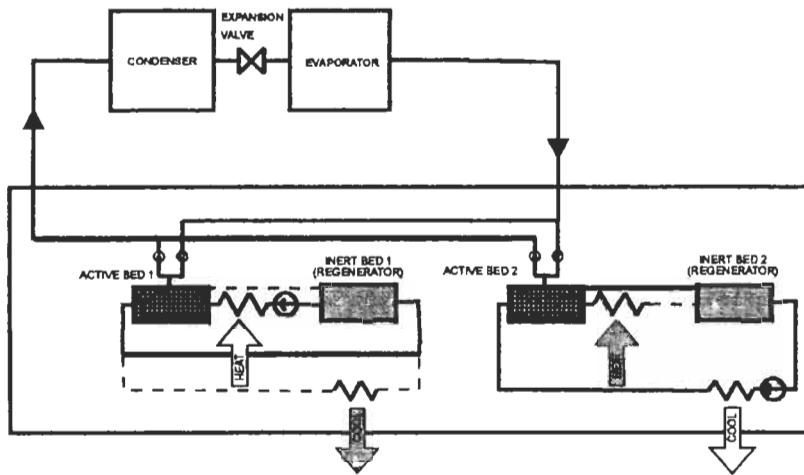 EXPANSION
VALVE
CONDENSER
EVAPORATOR
ACTIVE BED 1
INERT BED 1
(REGENERATOR)
ACTIVE BED 2
INERT BED 2
(REGENERATOR)
HEAT
COOL
COOL